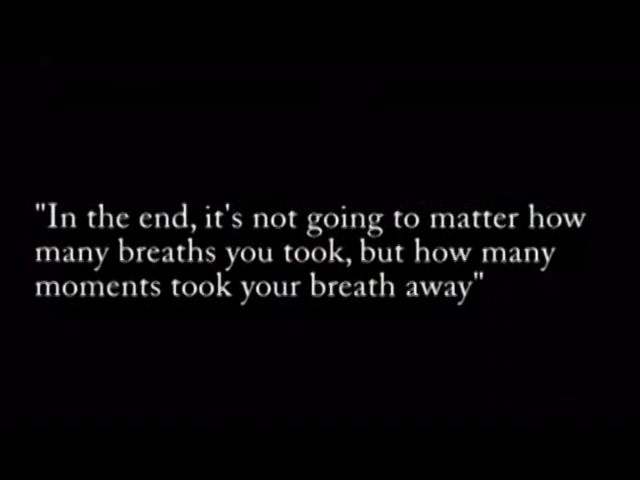 "In the end, it's not going to matter how
many breaths you took, but how many
moments took your breath away"